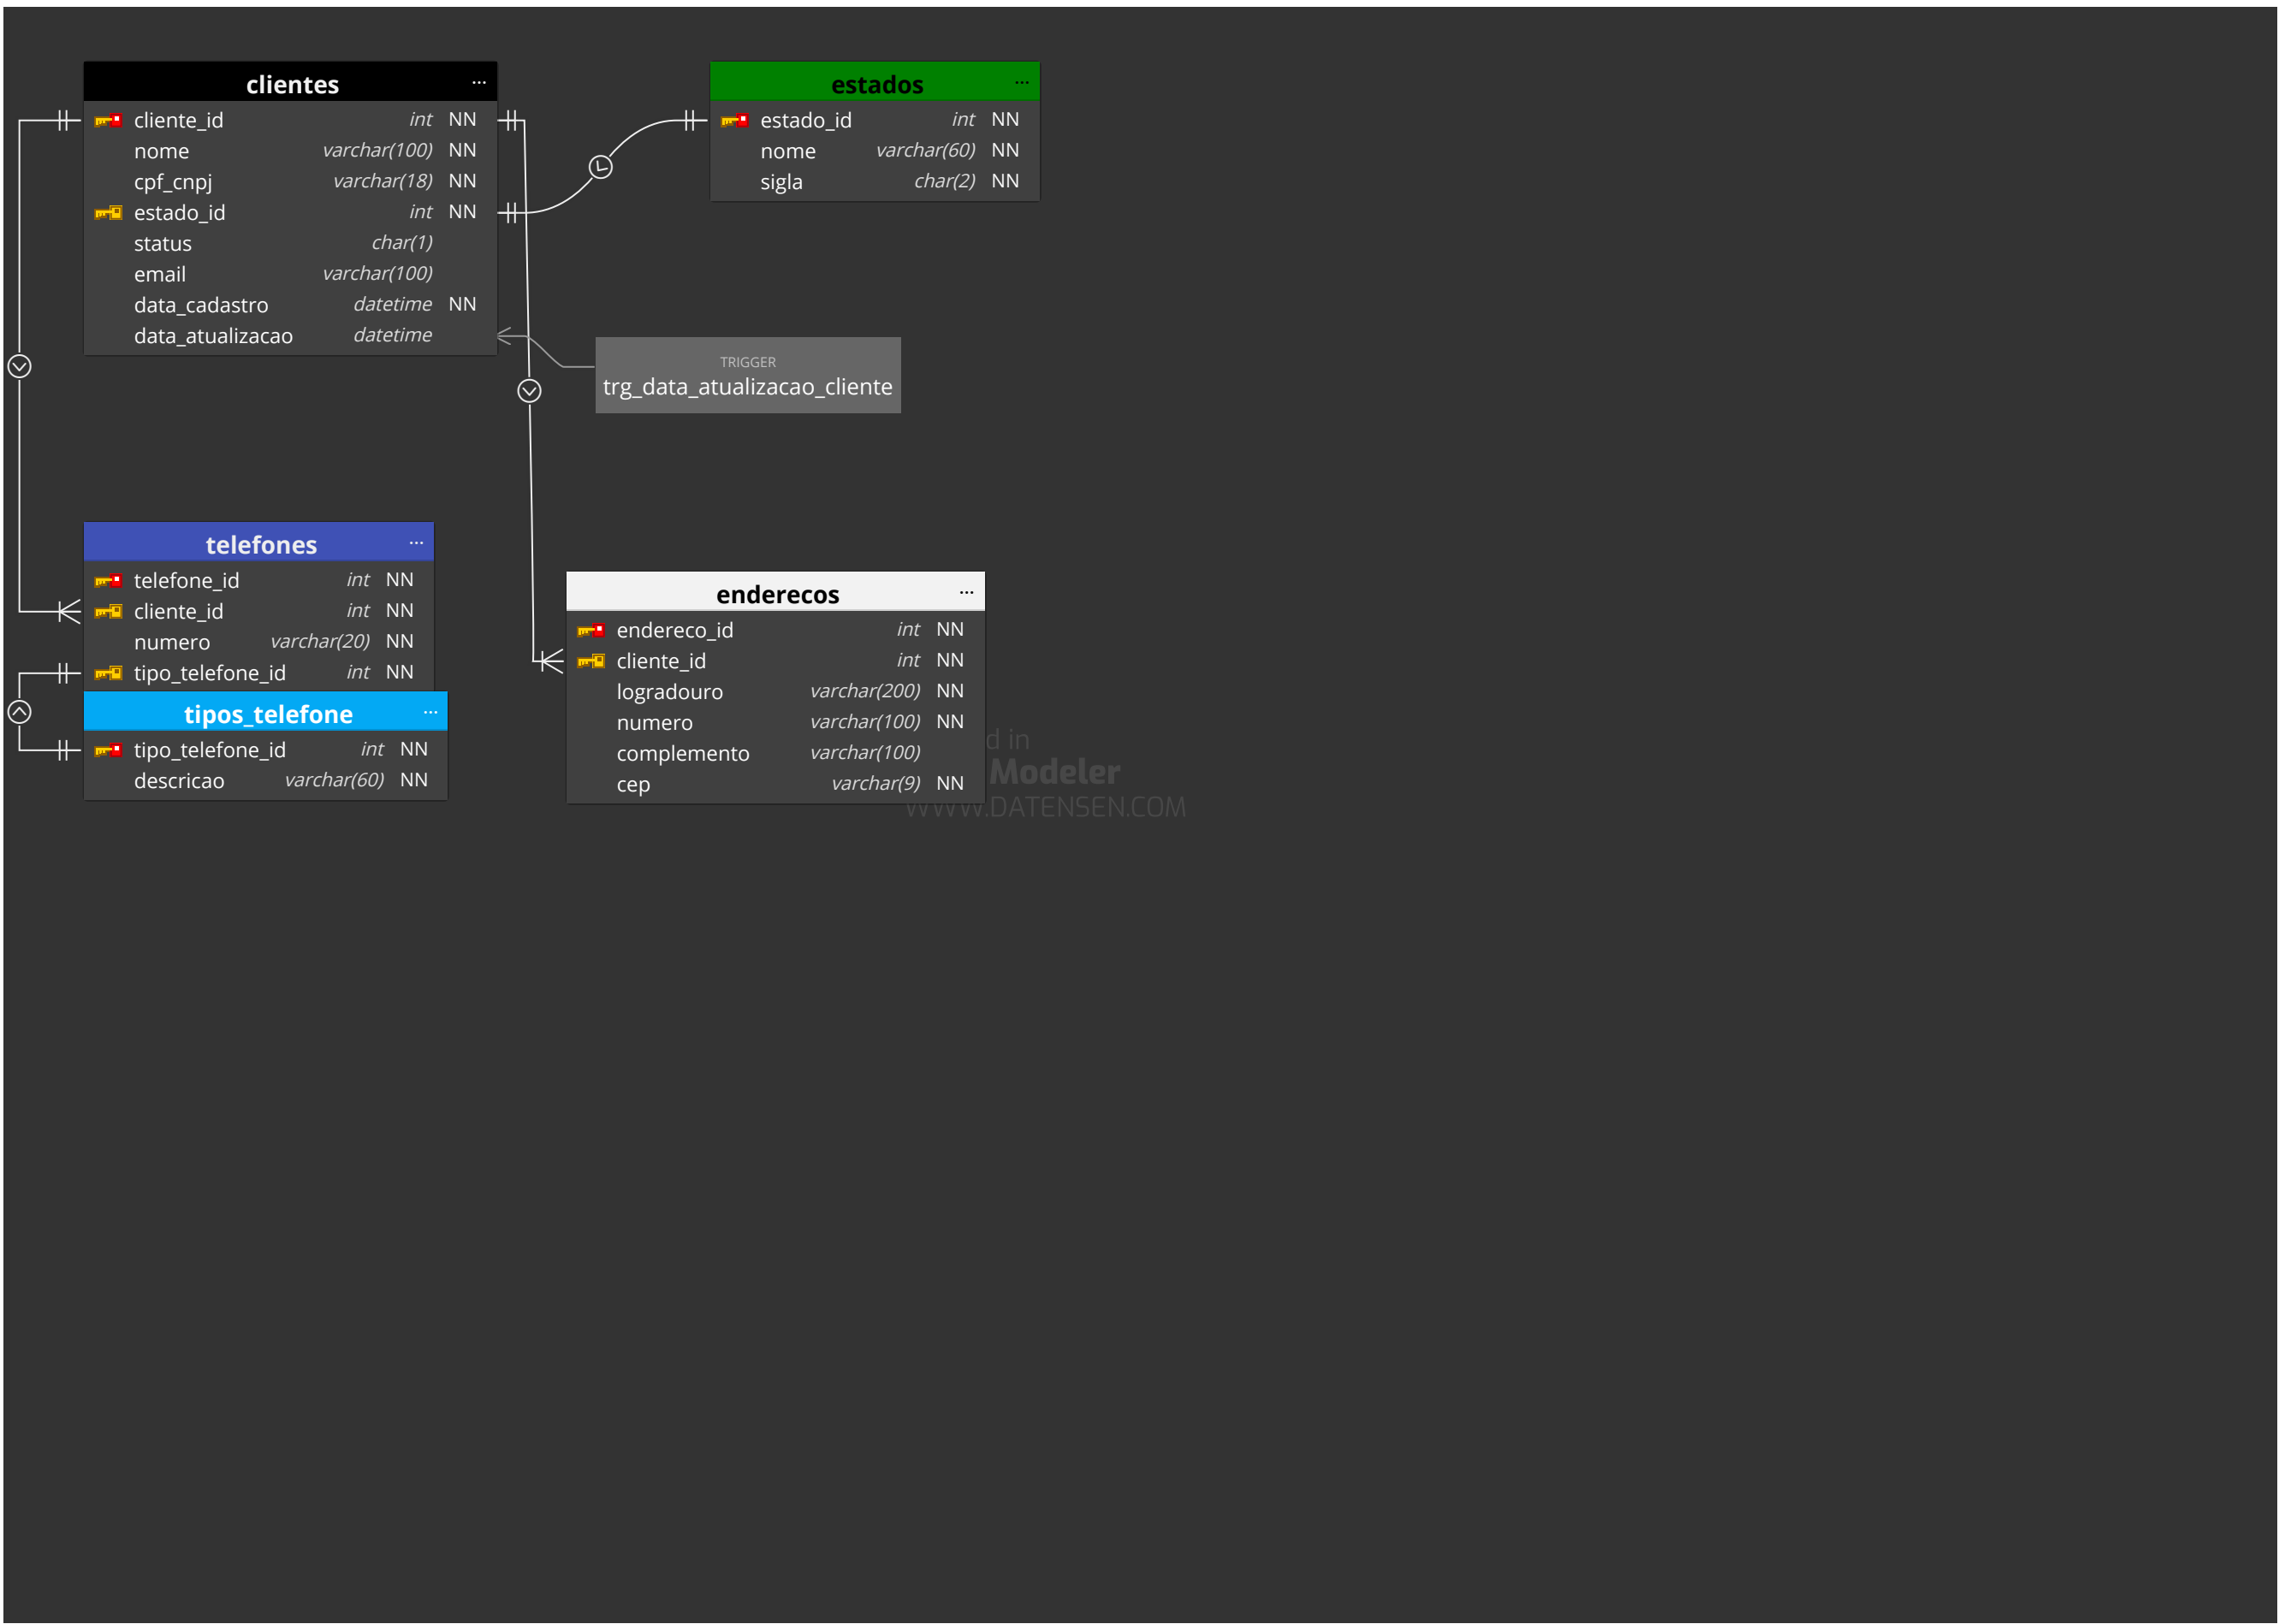 clientes ...
cliente_id int NN
nome varchar(100) NN
cpf_cnpj varchar(18) NN
estado_id int NN
status char(1)
email varchar(100)
data_cadastro datetime NN
data_atualizacao datetime
estados ...
estado_id int NN
nome varchar(60) NN
sigla char(2) NN
TRIGGER
trg_data_atualizacao_cliente
telefones ...
telefone_id int NN
cliente_id int NN
numero varchar(20) NN
tipo_telefone_id int NN
tipos_telefone ...
tipo_telefone_id int NN
descricao varchar(60) NN
enderecos ...
endereco_id int NN
cliente_id int NN
logradouro varchar(200) NN
numero varchar(100) NN
complemento varchar(100)
cep varchar(9) NN
in
Modeler
WWW.DATENSEN.COM